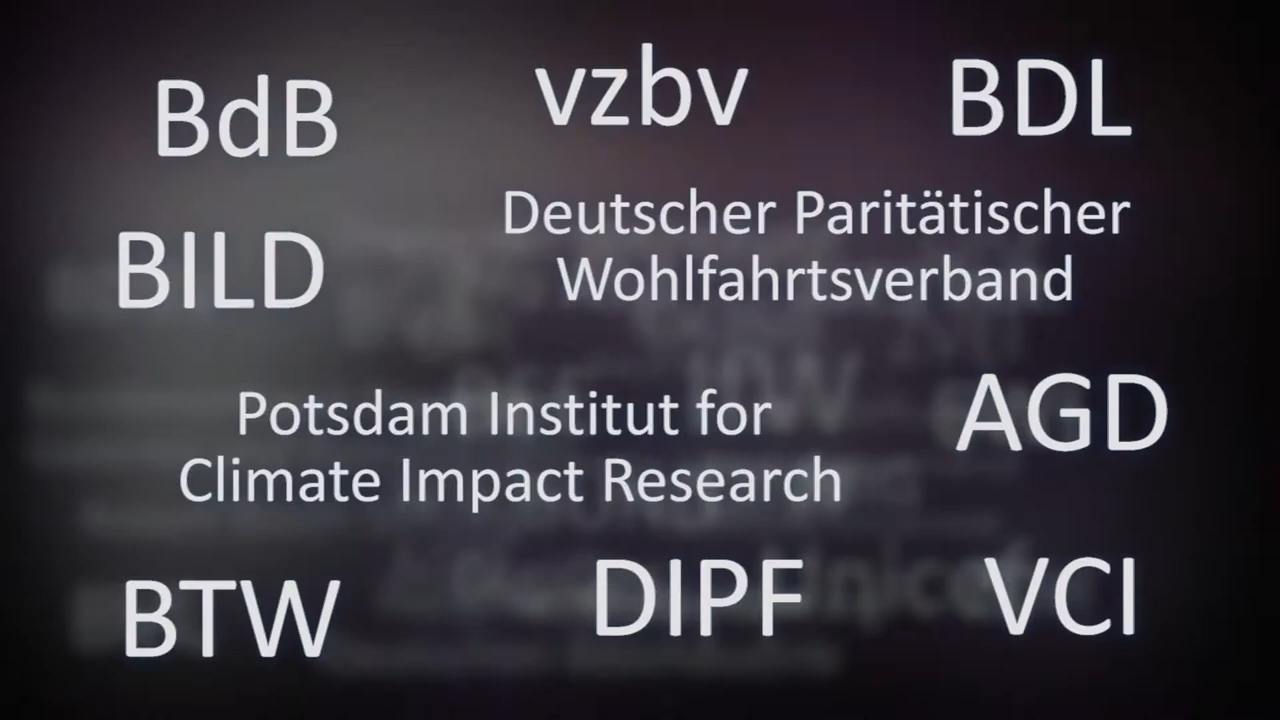 BdB
vzbv
BDL
BILD
Deutscher Paritätischer
Wohlfahrtsverband
Potsdam Institut for
Climate Impact Research
AGD
BTW
DIPF
VCI